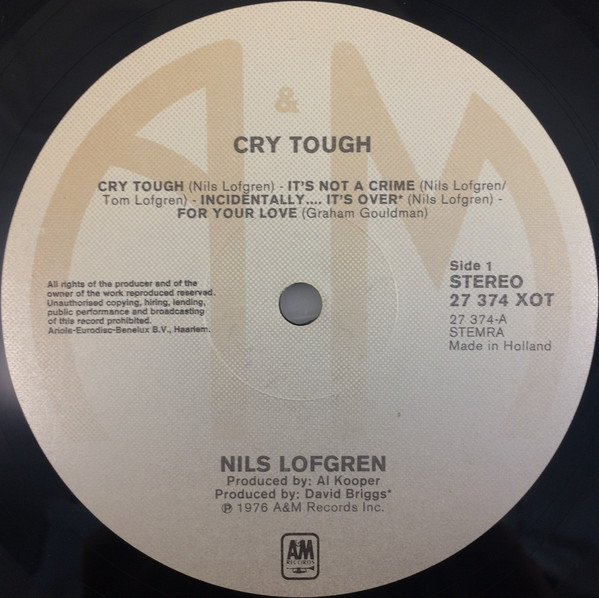 &
CRY TOUGH
CRY TOUGH (Nils Lofgren) - IT'S NOT A CRIME (Nils Lofgren/
Tom Lofgren) - INCIDENTALLY.... IT'S OVER* (Nils Lofgren) -
FOR YOUR LOVE (Graham Gouldman)
All rights of the producer and of the
owner of the work reproduced reserved.
Unauthorised copying, hiring, lending,
public performance and broadcasting
of this record prohibited.
Ariola-Eurodisc-Benelux B.V., Haarlem.
Side 1
STEREO
27 374 XOT
27 374-A
STEMRA
Made in Holland
NILS LOFGREN
Produced by: Al Kooper
Produced by: David Briggs*
℗ 1976 A&M Records Inc.
A&M
RECORDS